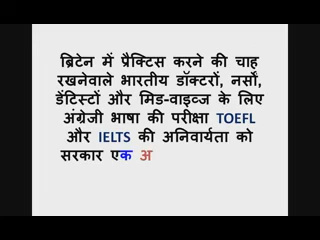 ब्रिटेन में प्रैक्टिस करने की चाह
रखनेवाले भारतीय डॉक्टरों, नर्सों,
डेंटिस्टों और मिड-वाइव्ज के लिए
अंग्रेजी भाषा की परीक्षा TOEFL
और IELTS की अनिवार्यता को
सरकार एक अ